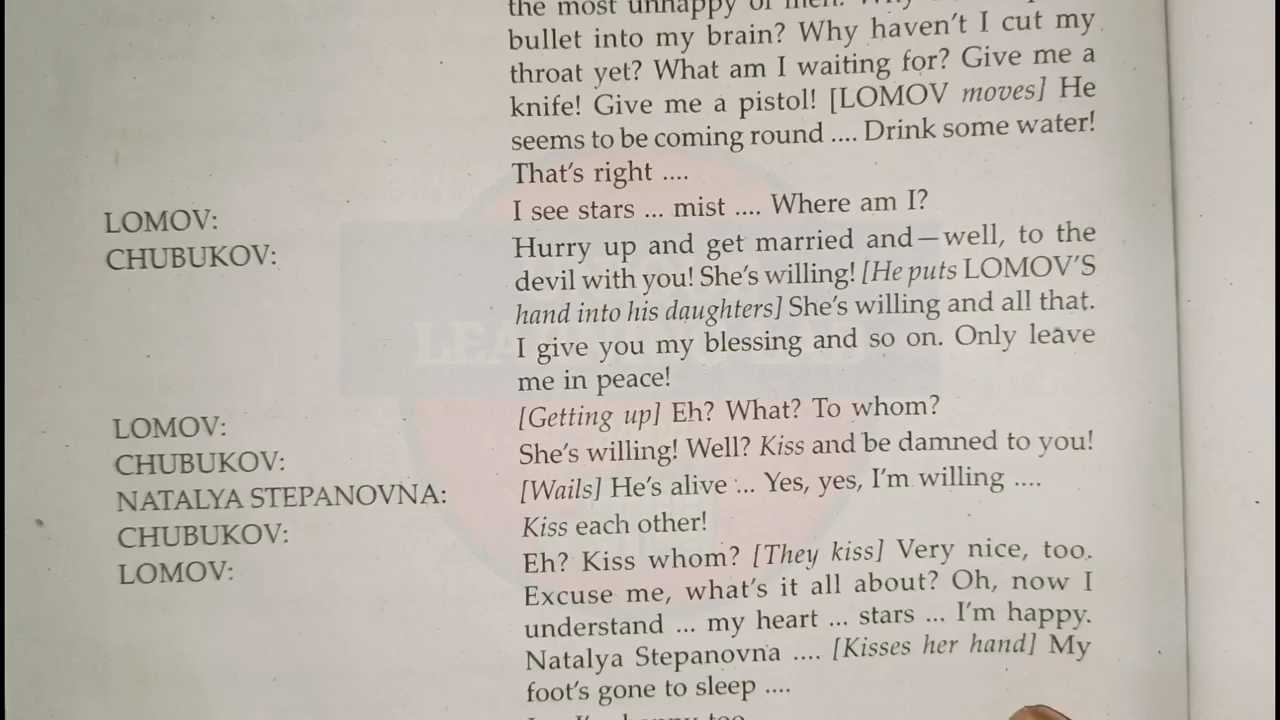 the most unhappy of men!
bullet into my brain? Why haven't I cut my
throat yet? What am I waiting for? Give me a
knife! Give me a pistol! [LOMOV moves] He
seems to be coming round .... Drink some water!
That's right ....
LOMOV: I see stars ... mist .... Where am I?
CHUBUKOV: Hurry up and get married and—well, to the
devil with you! She's willing! [He puts LOMOV'S
hand into his daughters] She's willing and all that.
I give you my blessing and so on. Only leave
me in peace!
LOMOV: [Getting up] Eh? What? To whom?
CHUBUKOV: She's willing! Well? Kiss and be damned to you!
NATALYA STEPANOVNA: [Wails] He's alive ... Yes, yes, I'm willing ....
CHUBUKOV: Kiss each other!
LOMOV: Eh? Kiss whom? [They kiss] Very nice, too.
Excuse me, what's it all about? Oh, now I
understand ... my heart ... stars ... I'm happy.
Natalya Stepanovna .... [Kisses her hand] My
foot's gone to sleep ....
happy too